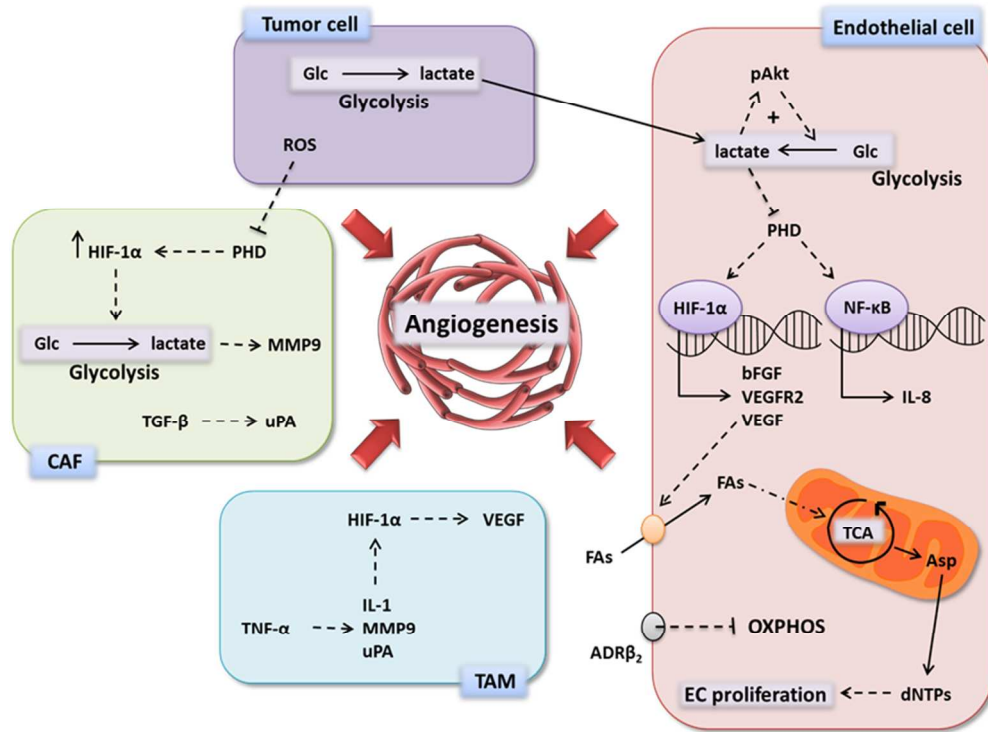 Tumor cell
Glc lactate
Glycolysis
ROS
HIF-1α PHD
Glc lactate MMP9
Glycolysis
TGF-β uPA
CAF
Angiogenesis
HIF-1α VEGF
IL-1
TNF-α MMP9
uPA
TAM
Endothelial cell
pAkt
+
lactate Glc
Glycolysis
PHD
HIF-1α NF-κB
bFGF
VEGFR2 IL-8
VEGF
FAs
FAs
TCA
Asp
ADRβ₂
OXPHOS
EC proliferation dNTPs